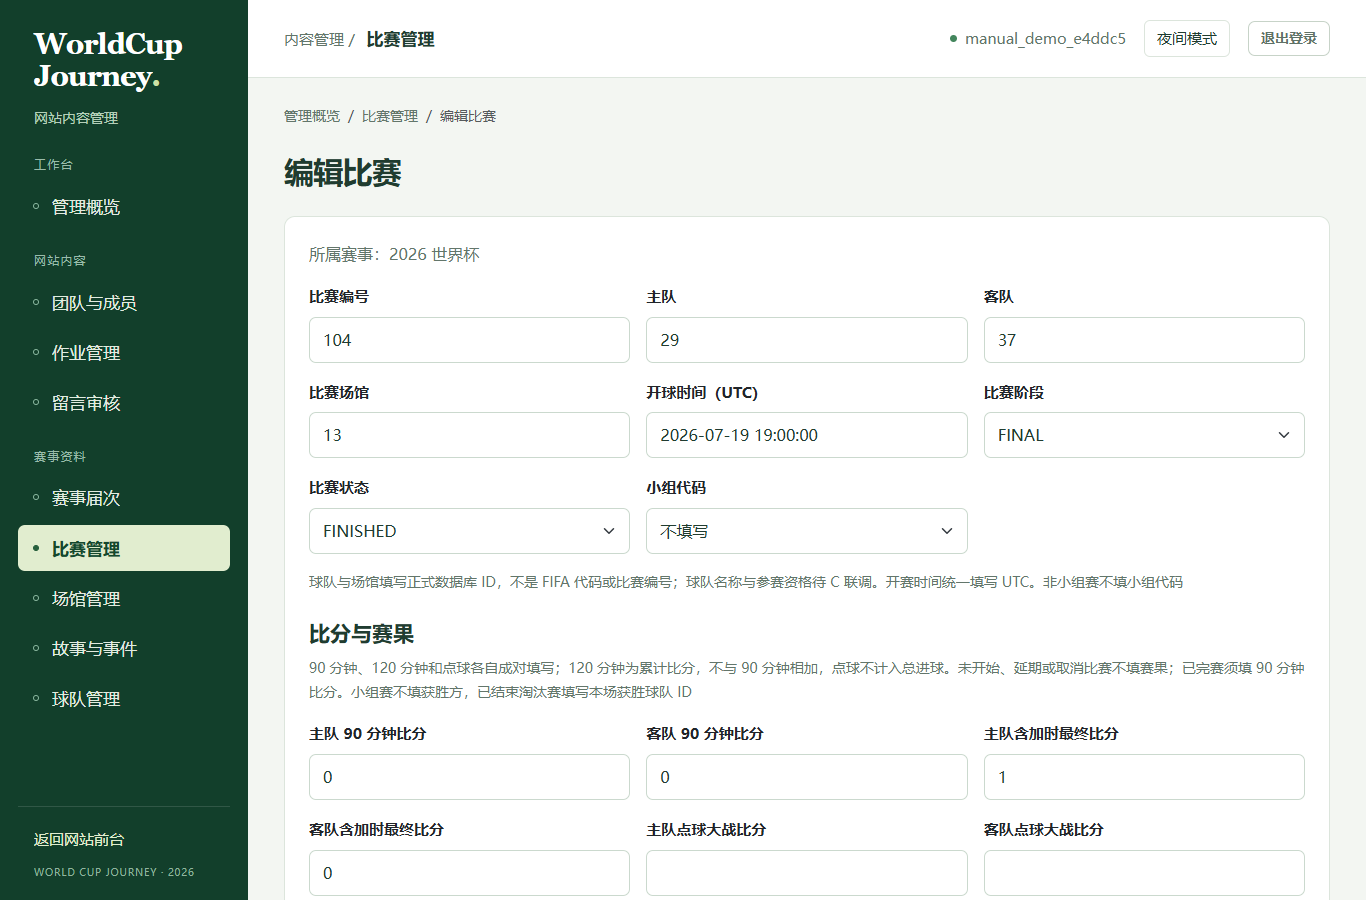 WorldCup
Journey.
网站内容管理
工作台
管理概览
网站内容
团队与成员
作业管理
留言审核
赛事资料
赛事届次
比赛管理
场馆管理
故事与事件
球队管理
返回网站前台
WORLD CUP JOURNEY · 2026
内容管理 / 比赛管理
manual_demo_e4ddc5
夜间模式
退出登录
管理概览 / 比赛管理 / 编辑比赛
编辑比赛
所属赛事：2026 世界杯
比赛编号 主队 客队
104 29 37
比赛场馆 开球时间（UTC） 比赛阶段
13 2026-07-19 19:00:00 FINAL
比赛状态 小组代码
FINISHED 不填写
球队与场馆填写正式数据库 ID，不是 FIFA 代码或比赛编号；球队名称与参赛资格待 C 联调。开赛时间统一填写 UTC。非小组赛不填小组代码
比分与赛果
90 分钟、120 分钟和点球各自成对填写；120 分钟为累计比分，不与 90 分钟相加，点球不计入总进球。未开始、延期或取消比赛不填赛果；已完赛须填 90 分钟
比分。小组赛不填获胜方，已结束淘汰赛填写本场获胜球队 ID
主队 90 分钟比分 客队 90 分钟比分 主队含加时最终比分
0 0 1
客队含加时最终比分 主队点球大战比分 客队点球大战比分
0